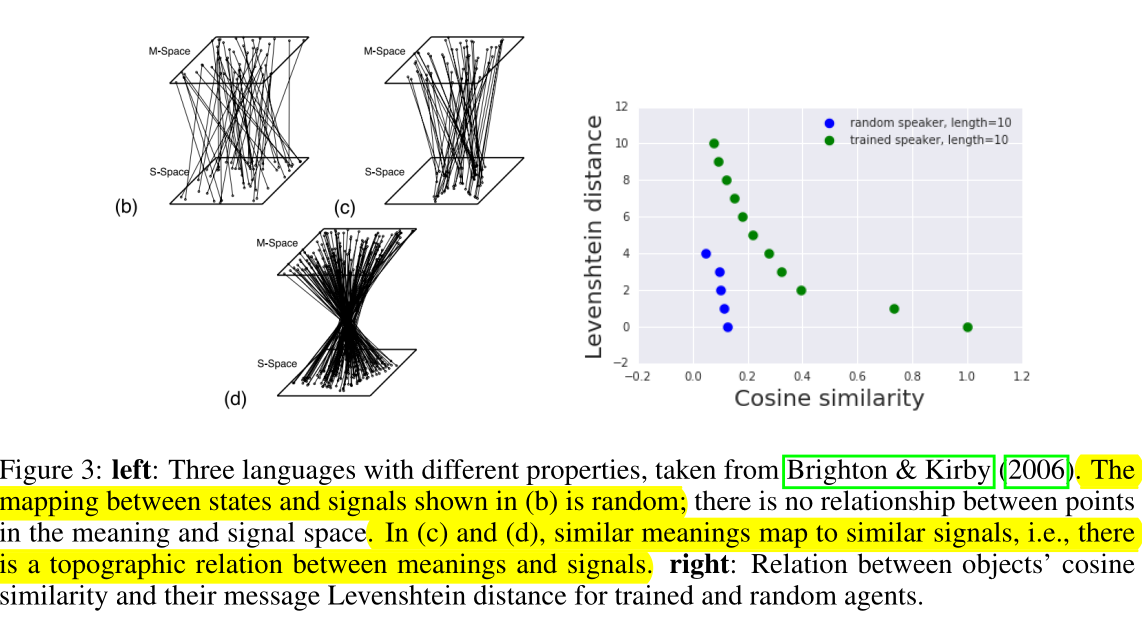 M-Space
S-Space
(b)
M-Space
S-Space
(c)
M-Space
S-Space
(d)
12
10
8
6
4
2
0
−2
Levenshtein distance
random speaker, length=10
trained speaker, length=10
−0.2 0.0 0.2 0.4 0.6 0.8 1.0 1.2
Cosine similarity
Figure 3: left: Three languages with different properties, taken from Brighton & Kirby (2006). The
mapping between states and signals shown in (b) is random; there is no relationship between points
in the meaning and signal space. In (c) and (d), similar meanings map to similar signals, i.e., there
is a topographic relation between meanings and signals. right: Relation between objects’ cosine
similarity and their message Levenshtein distance for trained and random agents.